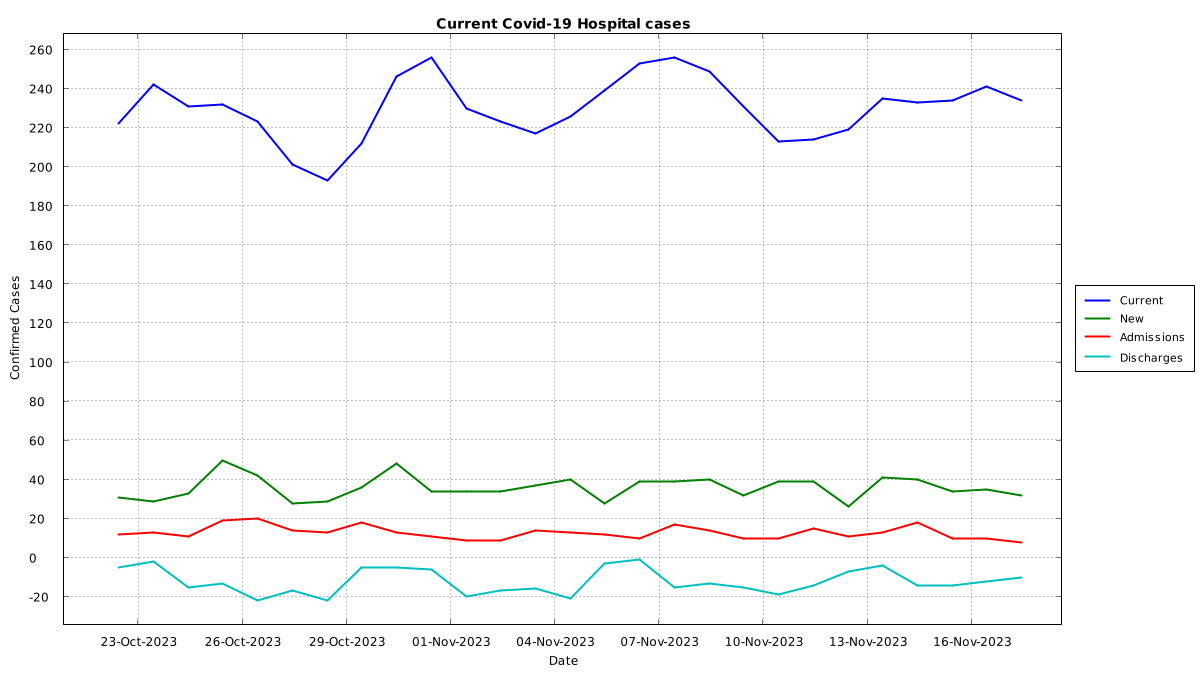 Current Covid-19 Hospital cases
260
240
220
200
180
160
140
120
100
80
60
40
20
0
-20
Confirmed Cases
23-Oct-2023 26-Oct-2023 29-Oct-2023 01-Nov-2023 04-Nov-2023 07-Nov-2023 10-Nov-2023 13-Nov-2023 16-Nov-2023
Date
Current
New
Admissions
Discharges